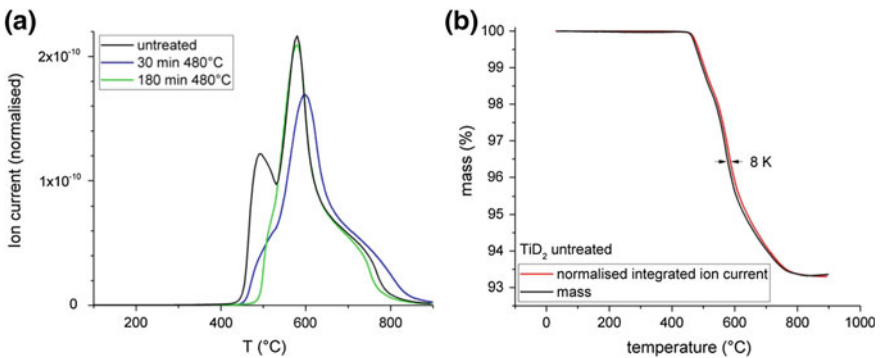 (a)
untreated
30 min 480°C
180 min 480°C
2x10-10
1x10-10
0
Ion current (normalised)
200
400
600
800
T (°C)
(b)
100
99
98
97
96
95
94
93
mass (%)
8 K
TiD2 untreated
normalised integrated ion current
mass
0
200
400
600
800
1000
temperature (°C)